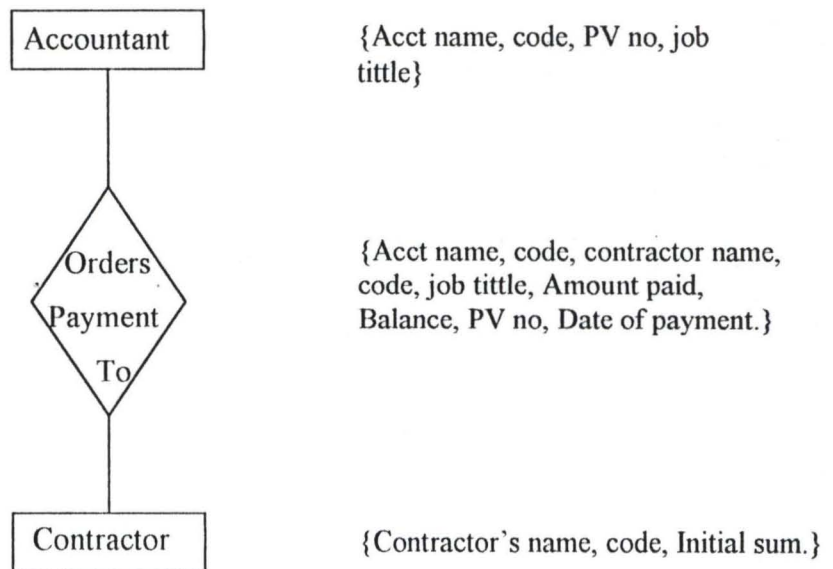 Accountant
{Acct name, code, PV no, job
tittle}
Orders
Payment
To
{Acct name, code, contractor name,
code, job tittle, Amount paid,
Balance, PV no, Date of payment.}
Contractor
{Contractor's name, code, Initial sum.}